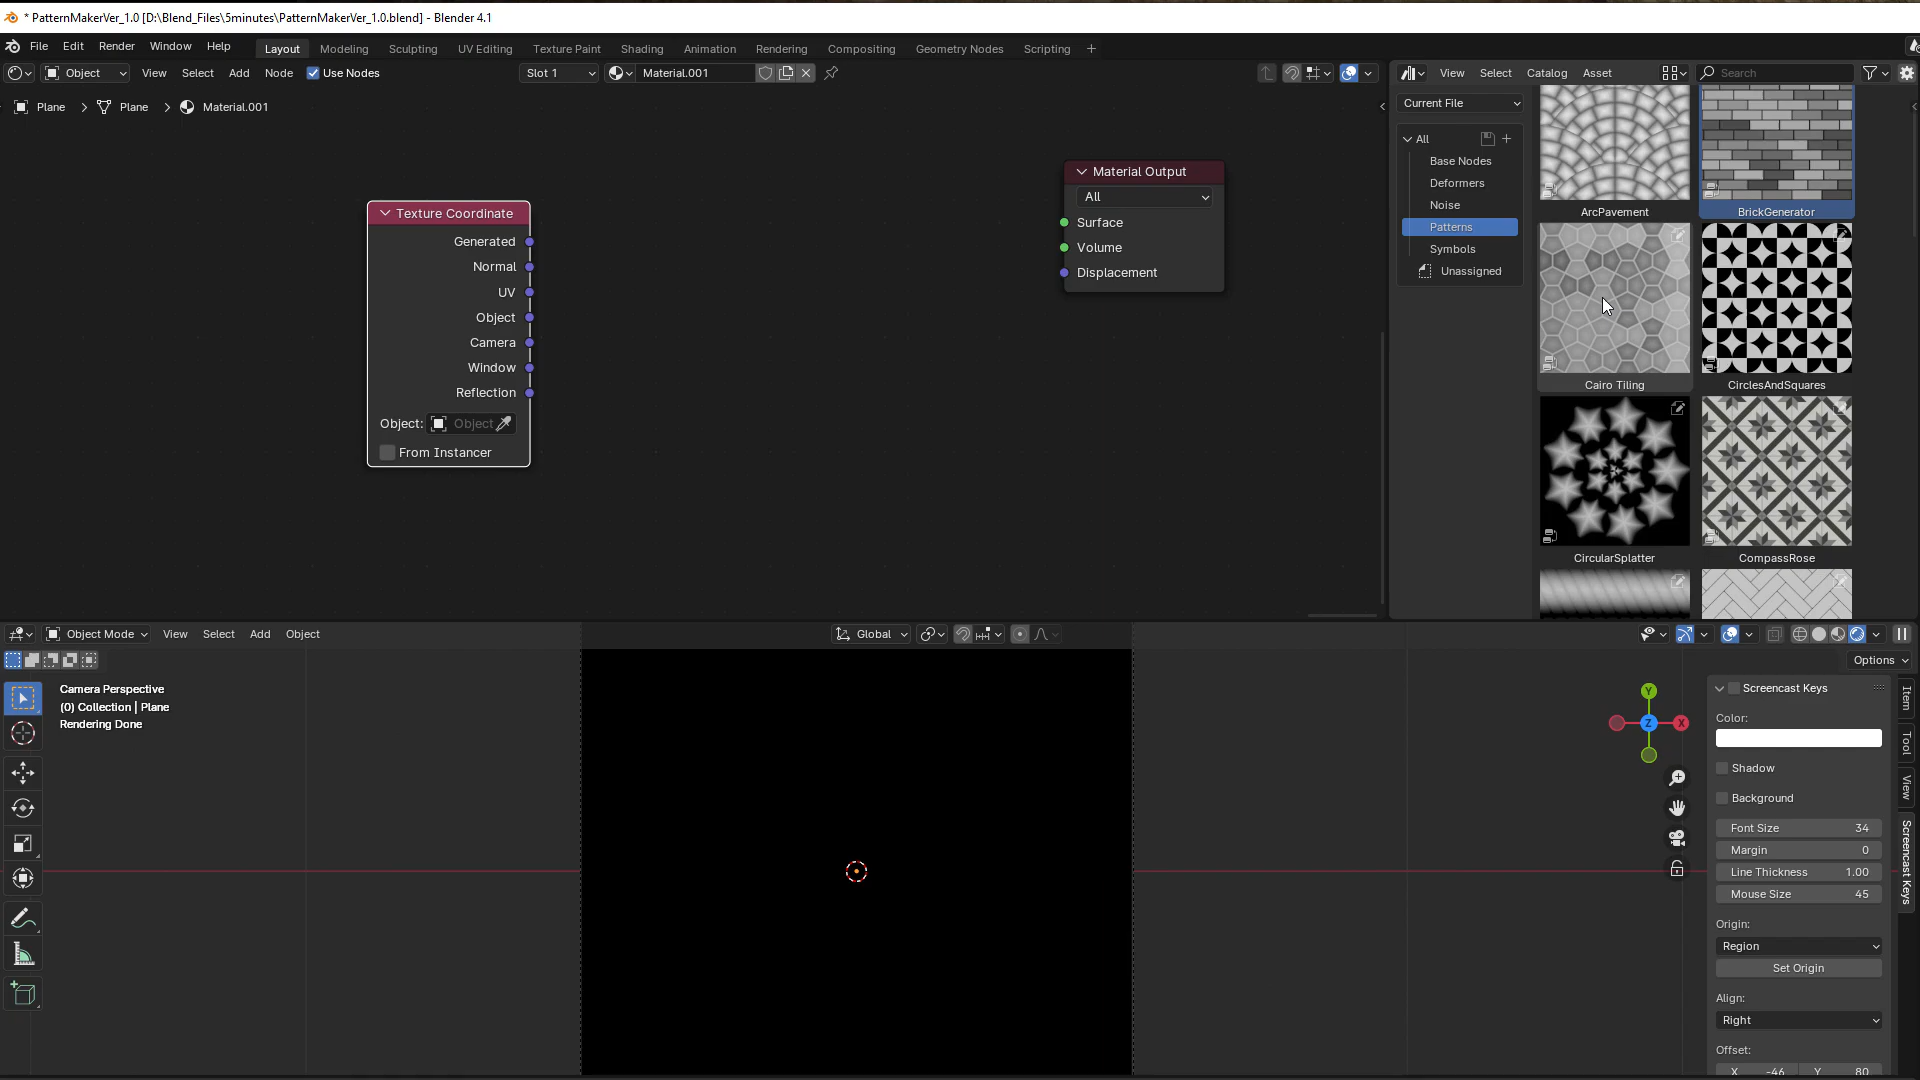 * PatternMakerVer_1.0 [D:\Blend_Files\5minutes\PatternMakerVer_1.0.blend] - Blender 4.1
File Edit Render Window Help Layout Modeling Sculpting UV Editing Texture Paint Shading Animation Rendering Compositing Geometry Nodes Scripting +
Object View Select Add Node Use Nodes Slot 1 Material.001 View Select Catalog Asset Search
Plane > Plane > Material.001
Current File
All
Base Nodes
Deformers
Noise
Patterns
Symbols
Unassigned
ArcPavement BrickGenerator
Cairo Tiling CirclesAndSquares
CircularSplatter CompassRose
Material Output
All
Surface
Volume
Displacement
Texture Coordinate
Generated
Normal
UV
Object
Camera
Window
Reflection
Object: Object
From Instancer
Object Mode View Select Add Object Global
Options
Camera Perspective
(0) Collection | Plane
Rendering Done
Y
Z X
Screencast Keys
Color:
Shadow
Background
Font Size 34
Margin 0
Line Thickness 1.00
Mouse Size 45
Origin:
Region
Set Origin
Align:
Right
Offset:
X -46 Y 80
Item
Tool
View
Screencast Keys